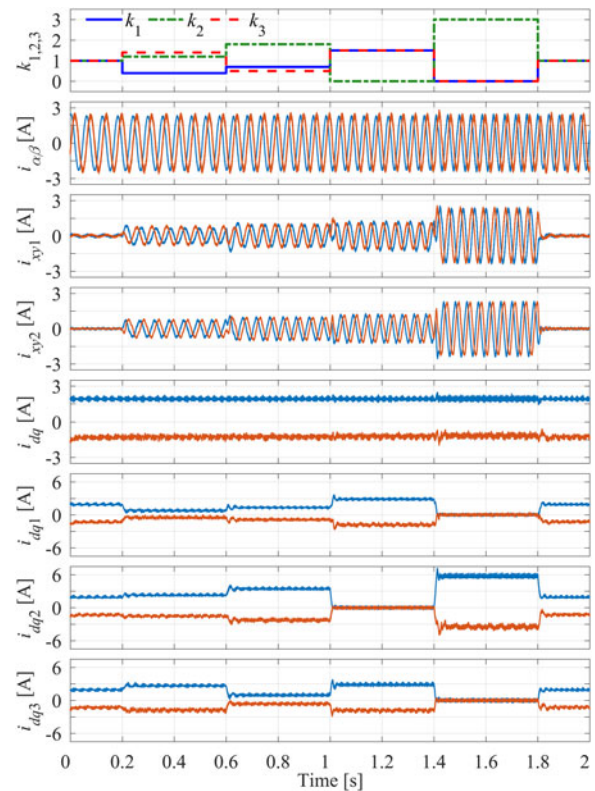 k1 k2 k3
k1,2,3
3
2
1
0
iαβ [A]
3
0
-3
ixy1 [A]
3
0
-3
ixy2 [A]
3
0
-3
idq [A]
3
0
-3
idq1 [A]
6
0
-6
idq2 [A]
6
0
-6
idq3 [A]
6
0
-6
0 0.2 0.4 0.6 0.8 1 1.2 1.4 1.6 1.8 2
Time [s]